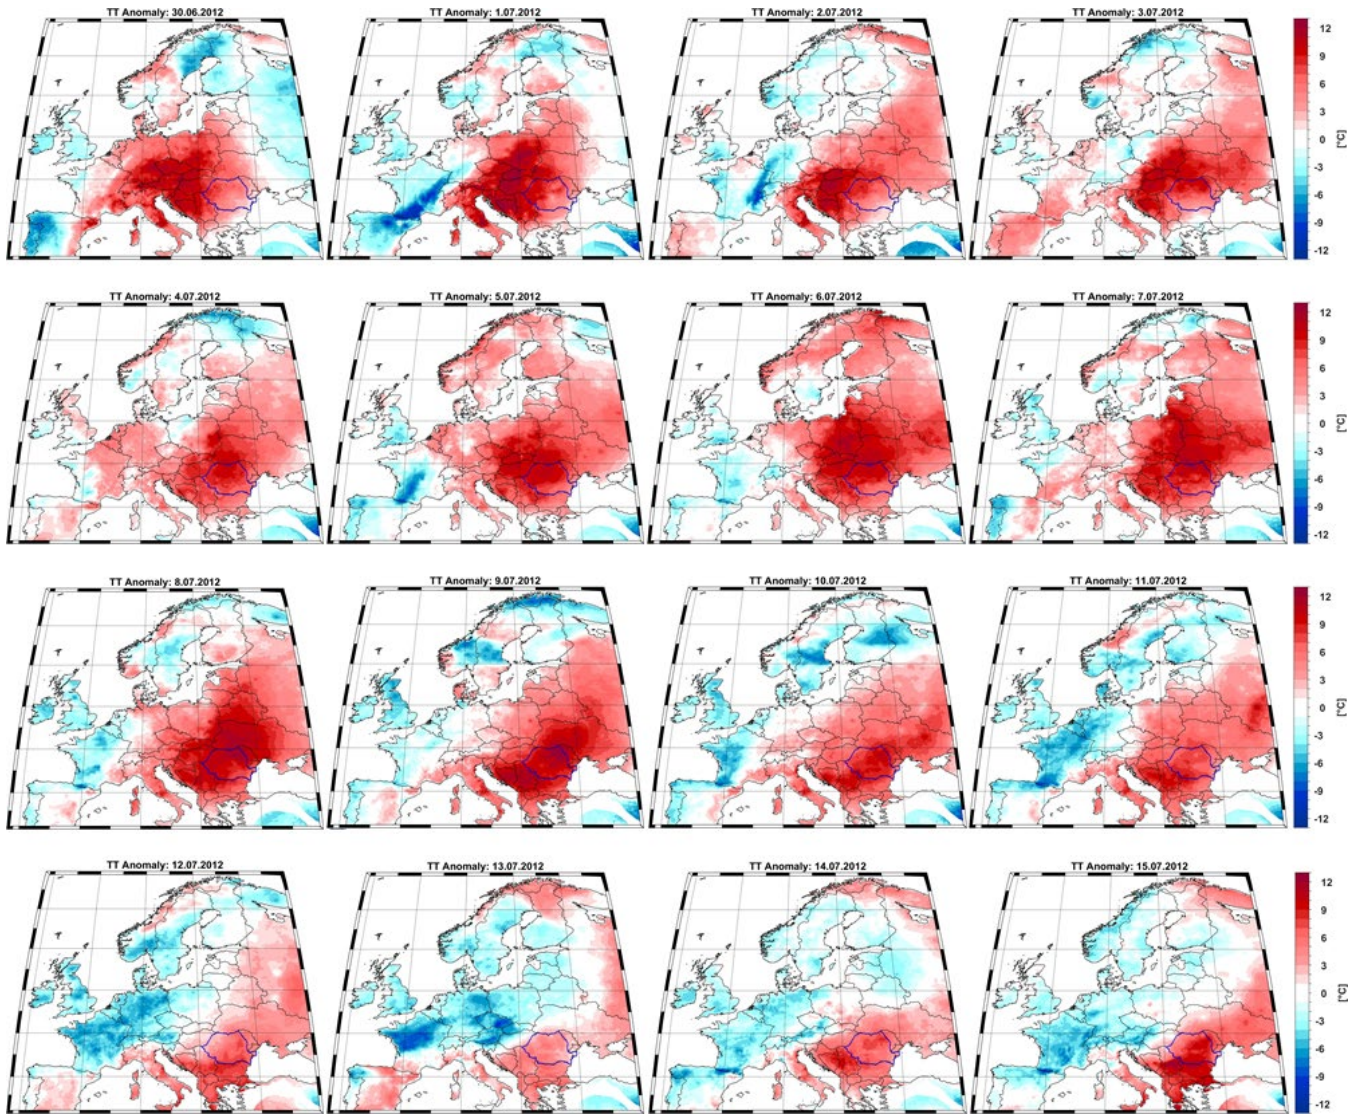 TT Anomaly: 30.06.2012
TT Anomaly: 1.07.2012
TT Anomaly: 2.07.2012
TT Anomaly: 3.07.2012
12
9
6
3
0
-3
-6
-9
-12
[°C]
TT Anomaly: 4.07.2012
TT Anomaly: 5.07.2012
TT Anomaly: 6.07.2012
TT Anomaly: 7.07.2012
12
9
6
3
0
-3
-6
-9
-12
[°C]
TT Anomaly: 8.07.2012
TT Anomaly: 9.07.2012
TT Anomaly: 10.07.2012
TT Anomaly: 11.07.2012
12
9
6
3
0
-3
-6
-9
-12
[°C]
TT Anomaly: 12.07.2012
TT Anomaly: 13.07.2012
TT Anomaly: 14.07.2012
TT Anomaly: 15.07.2012
12
9
6
3
0
-3
-6
-9
-12
[°C]